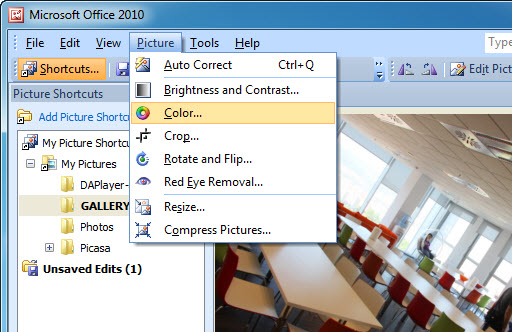 Microsoft Office 2010
File Edit View Picture Tools Help
Type
Shortcuts...
Edit Pict
Auto Correct Ctrl+Q
Brightness and Contrast...
Color...
Crop...
Rotate and Flip...
Red Eye Removal...
Resize...
Compress Pictures...
Picture Shortcuts
Add Picture Shortc
My Picture Shortc
My Pictures
DAPlayer-
GALLERY
Photos
Picasa
Unsaved Edits (1)